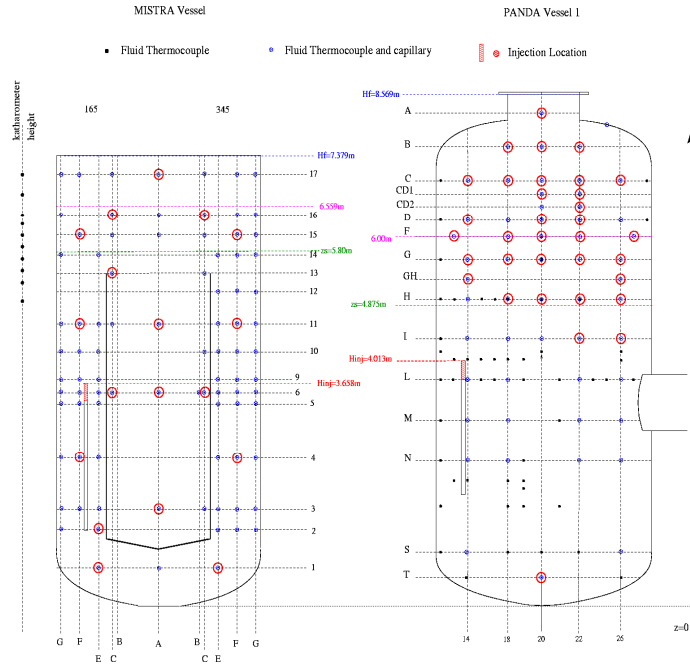 MISTRA Vessel
PANDA Vessel 1
Fluid Thermocouple
Fluid Thermocouple and capillary
Injection Location
katharometer
height
165
345
Hf=7.379m
17
6.559m
16
15
zs=5.80m
14
13
12
11
10
9
Hinj=3.658m
6
5
4
3
2
1
G
F
E
C
B
A
B
C
E
F
G
Hf=8.569m
A
B
C
CD1
CD2
D
F
6.00m
G
GH
H
zs=4.875m
I
Hinj=4.013m
L
M
N
S
T
14
18
20
22
26
z=0